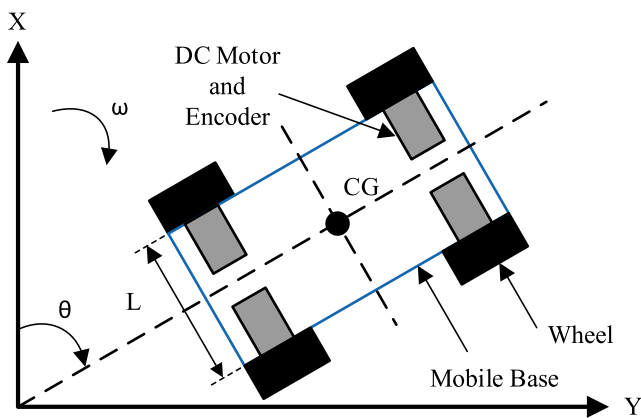 X
DC Motor
and
Encoder
ω
CG
θ
L
Wheel
Mobile Base
Y